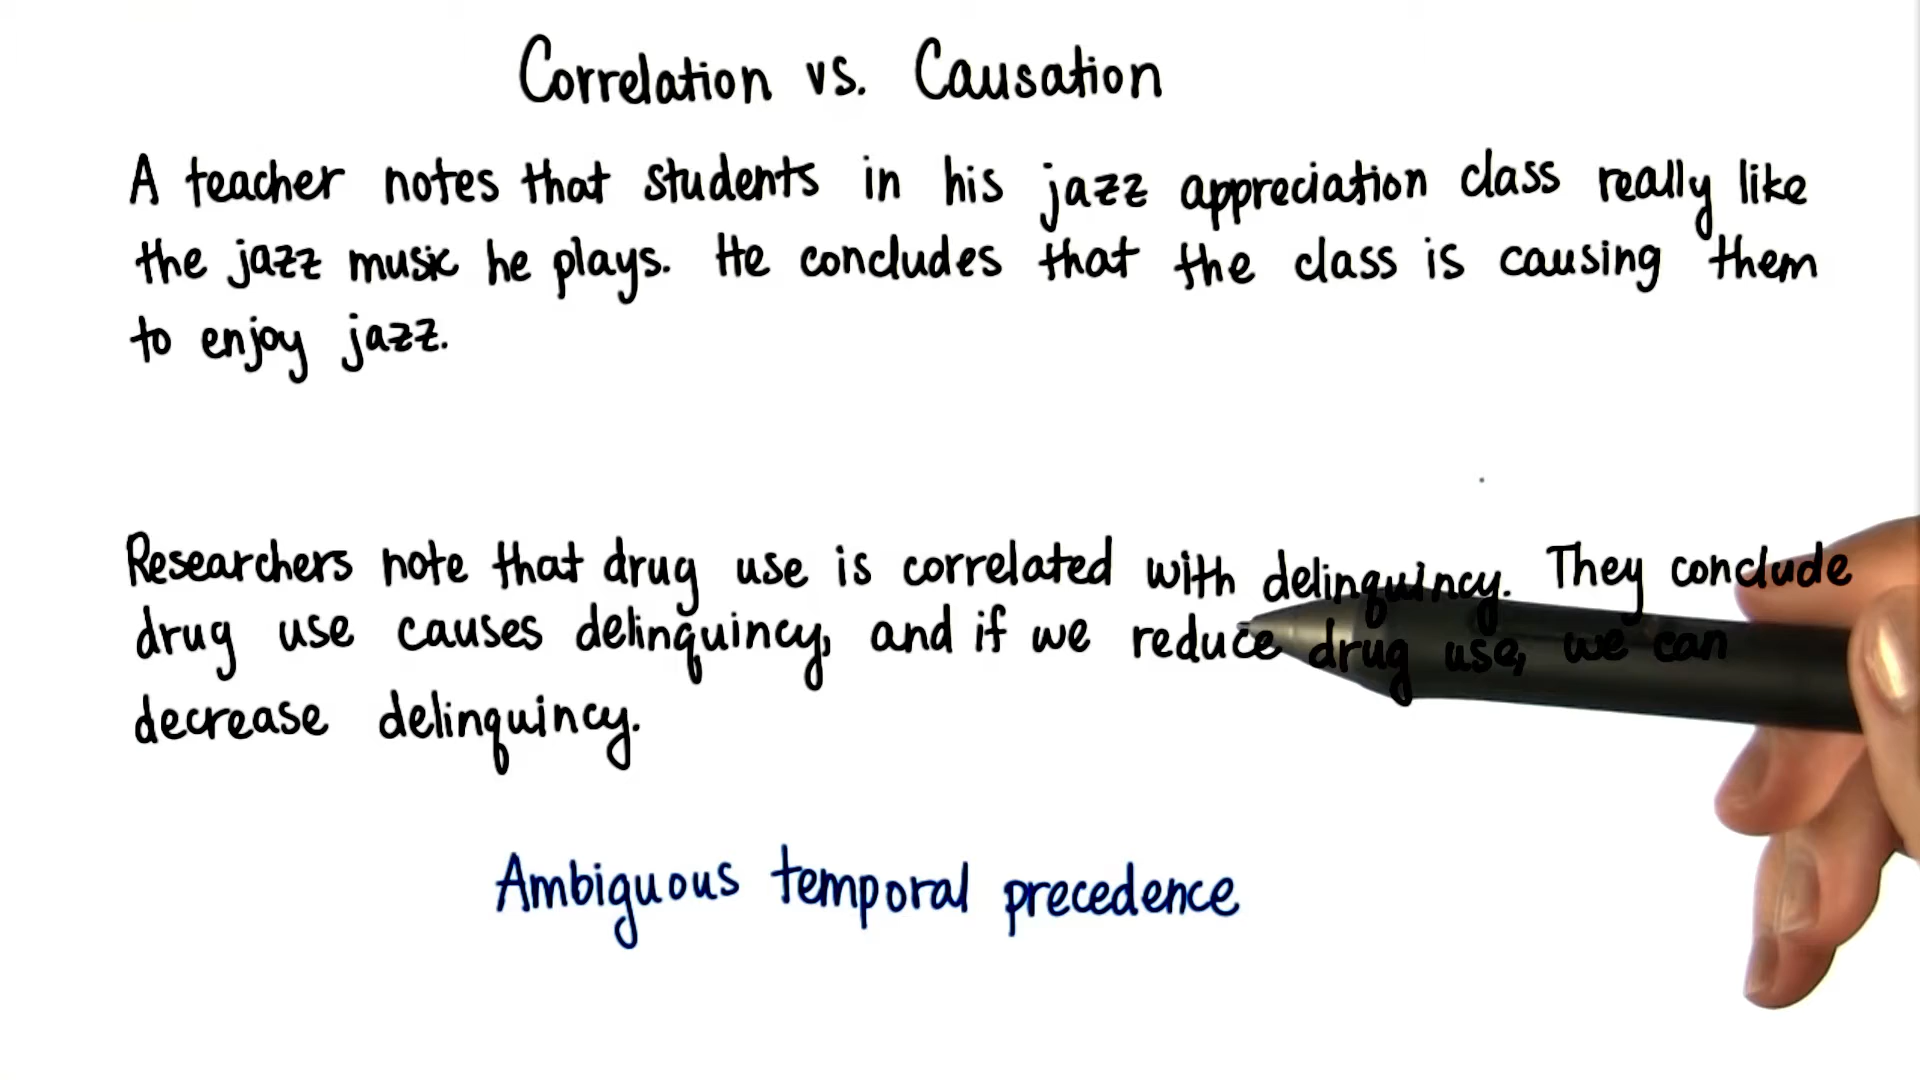 Correlation vs. Causation
A teacher notes that students in his jazz appreciation class really like
the jazz music he plays. He concludes that the class is causing them
to enjoy jazz.
Researchers note that drug use is correlated with delinquincy. They conclude
drug use causes delinquincy, and if we reduce drug use, we can
decrease delinquincy.
Ambiguous temporal precedence